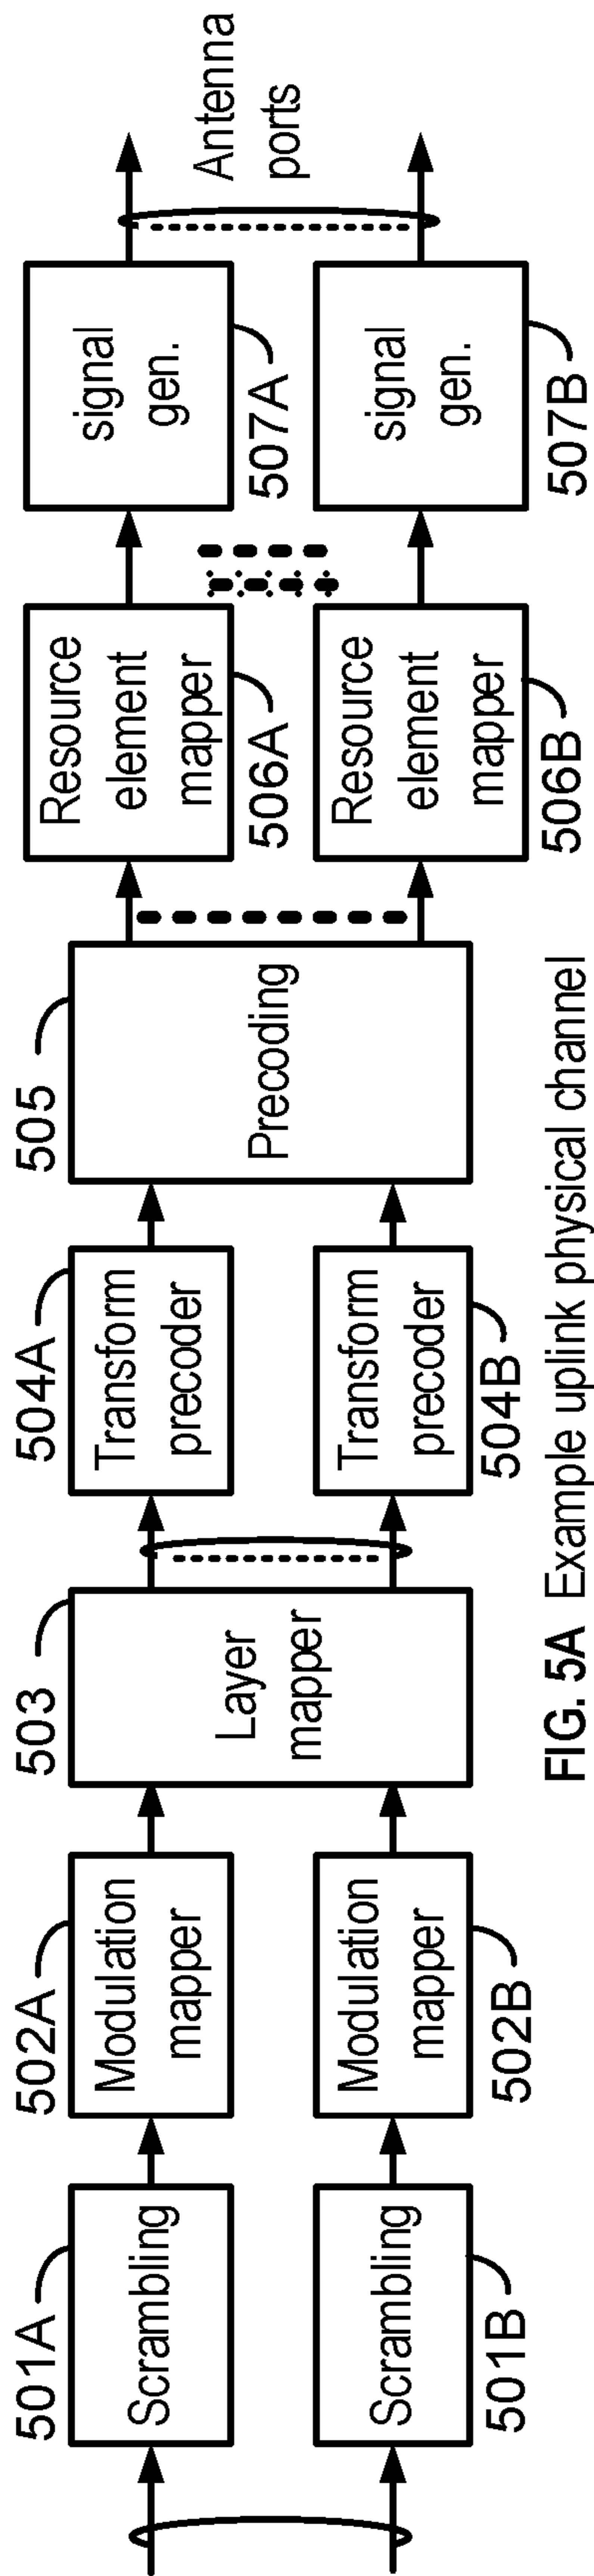 501A
502A
503
504A
505
Scrambling
Modulation
mapper
Layer
mapper
Transform
precoder
Precoding
Resource
element
mapper
506A
signal
gen.
507A
Antenna
ports
Scrambling
Modulation
mapper
Transform
precoder
Resource
element
mapper
signal
gen.
501B
502B
504B
506B
507B
FIG. 5A Example uplink physical channel